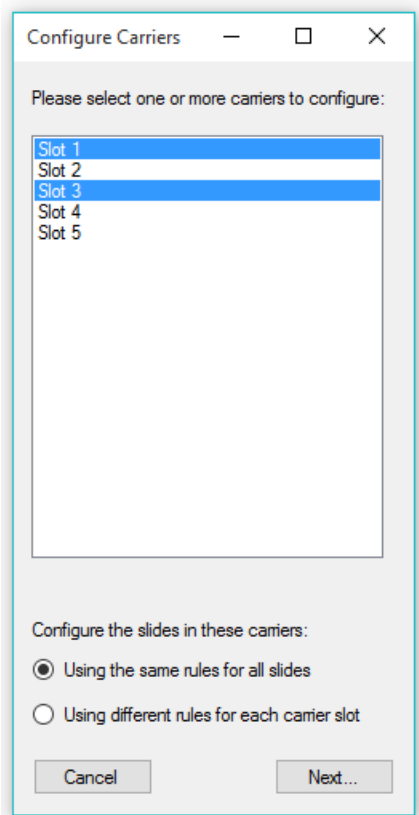 Configure Carriers
Please select one or more carriers to configure:
Slot 1
Slot 2
Slot 3
Slot 4
Slot 5
Configure the slides in these carriers:
Using the same rules for all slides
Using different rules for each carrier slot
Cancel Next...